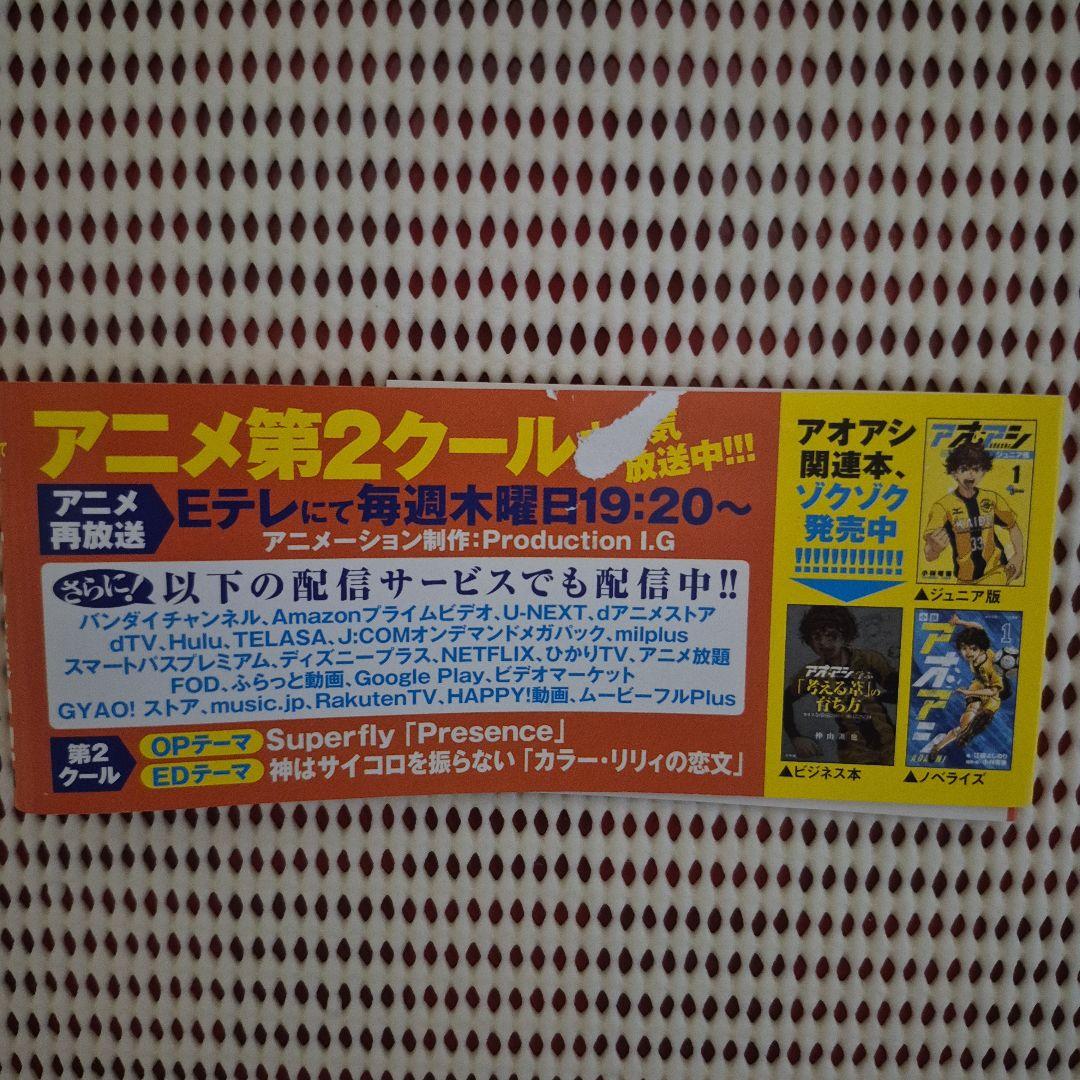 アニメ第2クール
気
放送中!!!
アニメ
再放送
Eテレにて 毎週木曜日19:20〜
アニメーション制作:Production I.G
さらに! 以下の配信サービスでも配信中!!
バンダイチャンネル、Amazonプライムビデオ、U-NEXT、dアニメストア
dTV、Hulu、TELASA、J:COMオンデマンドメガパック、milplus
スマートパスプレミアム、ディズニープラス、NETFLIX、ひかりTV、アニメ放題
FOD、ふらっと動画、Google Play、ビデオマーケット
GYAO! ストア、music.jp、RakutenTV、HAPPY!動画、ムービーフルPlus
第2
クール
OPテーマ Superfly「Presence」
EDテーマ 神はサイコロを振らない「カラー・リリィの恋文」
アオアシ
関連本、
ゾクゾク
発売中
!!!!!!!!!!!!!!
アオアシ
ジュニア版
1
33
▲ジュニア版
アオアシに学ぶ
「考える葦」の
育ち方
▲ビジネス本
小説
1
アオアシ
▲ノベライズ